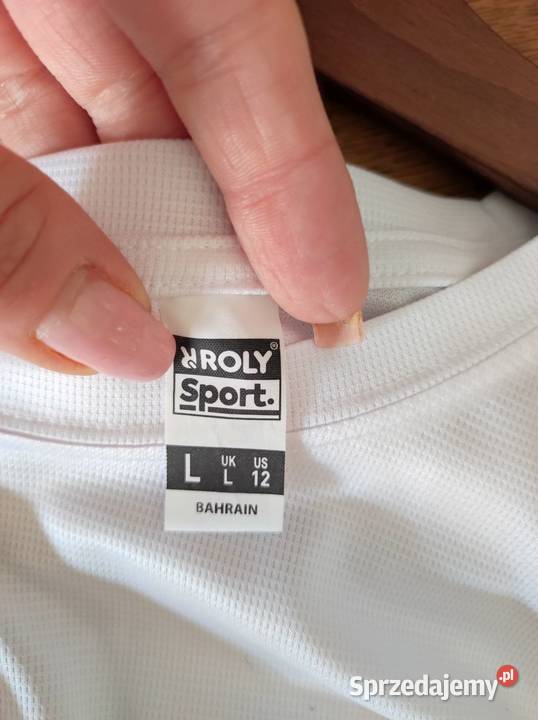 ROLY®
Sport.
L UK L US 12
BAHRAIN
Sprzedajemy.pl